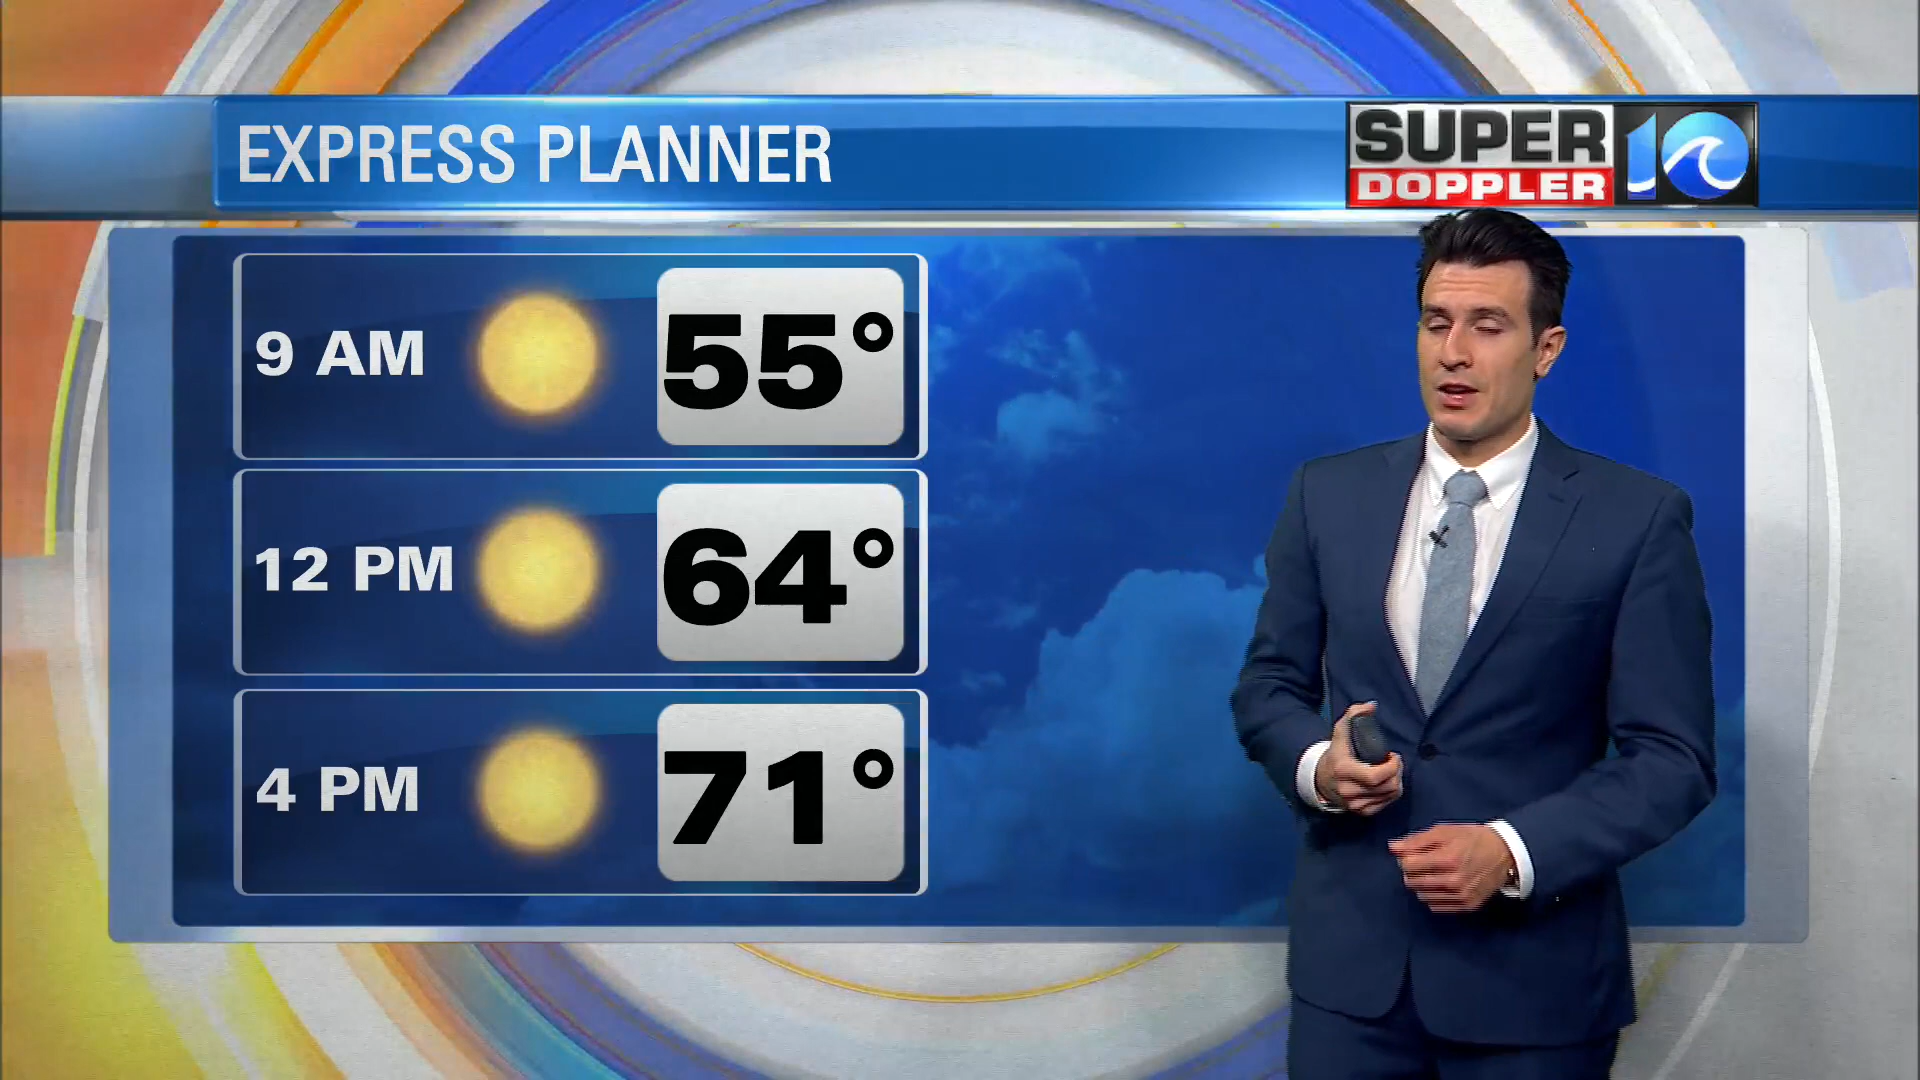 EXPRESS PLANNER
SUPER
DOPPLER
10
9 AM
55°
12 PM
64°
4 PM
71°